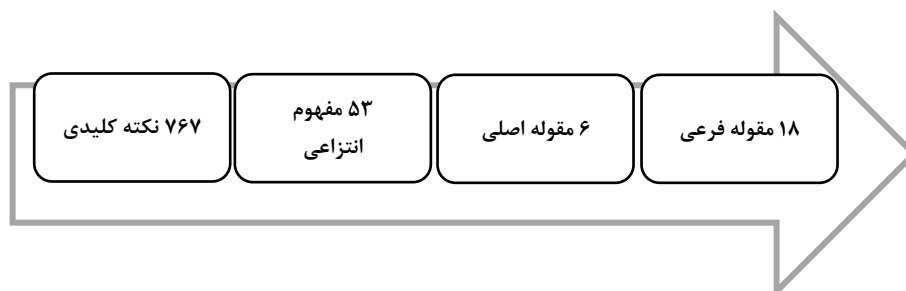 ۷۶۷ نکته کلیدی
۵۳ مفهوم
انتزاعی
۶ مقوله اصلی
۱۸ مقوله فرعی